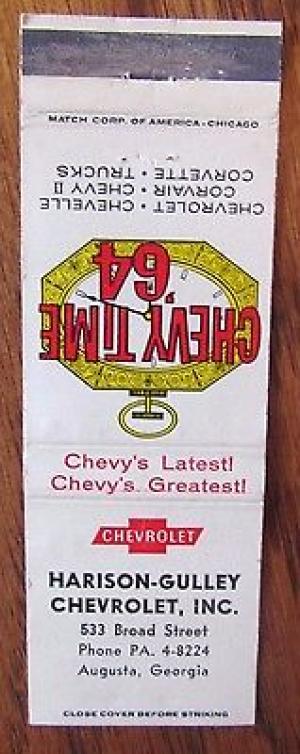 MATCH CORP. OF AMERICA - CHICAGO
CHEVROLET • CHEVELLE
CORVAIR • CHEVY II
CORVETTE • TRUCKS
CHEVY TIME
'64
Chevy's Latest!
Chevy's Greatest!
CHEVROLET
HARISON-GULLEY
CHEVROLET, INC.
533 Broad Street
Phone PA. 4-8224
Augusta, Georgia
CLOSE COVER BEFORE STRIKING